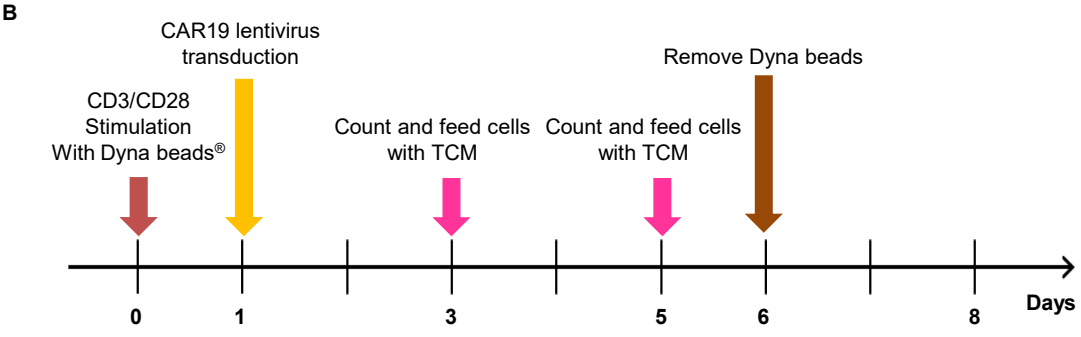 B
CAR19 lentivirus
transduction
Remove Dyna beads
CD3/CD28
Stimulation
With Dyna beads®
Count and feed cells
with TCM
Count and feed cells
with TCM
0
1
3
5
6
8
Days